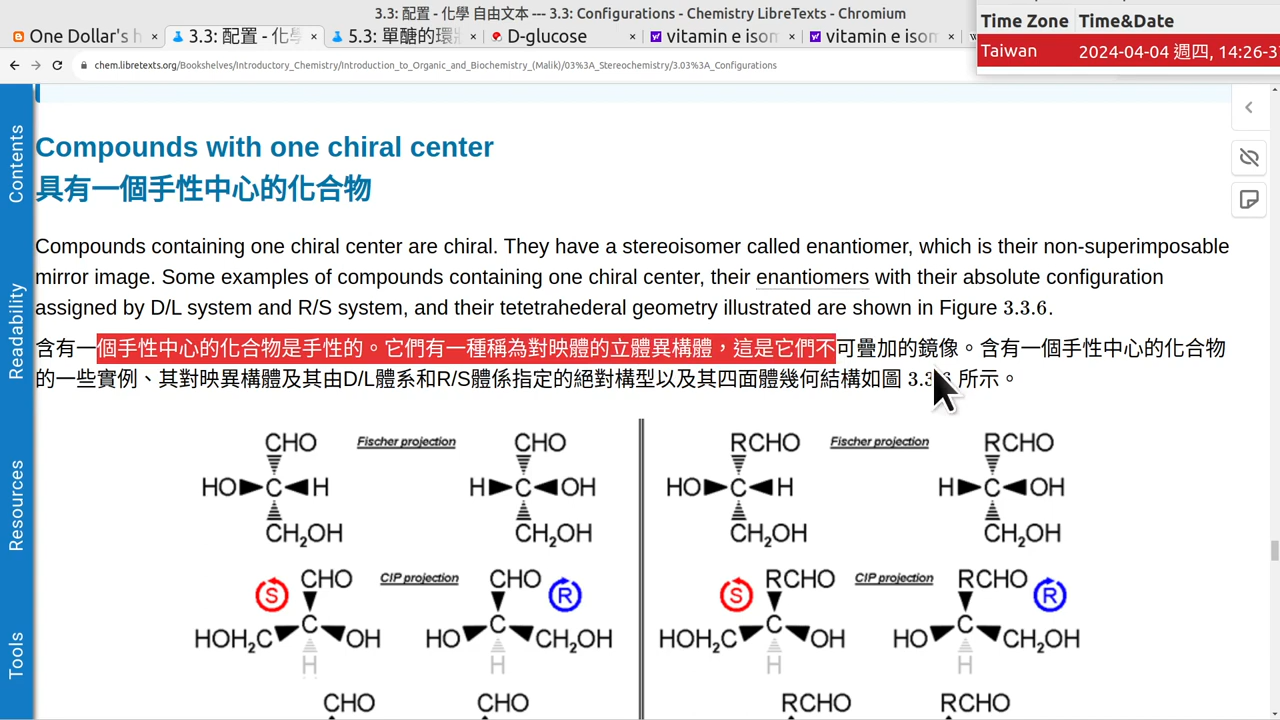 3.3: 配置 - 化學 自由文本 --- 3.3: Configurations - Chemistry LibreTexts - Chromium
Time Zone Time&Date
Taiwan 2024-04-04 週四, 14:26-3
One Dollar's h
3.3: 配置 - 化學
5.3: 單醣的環
D-glucose
vitamin e isom
vitamin e isom
chem.libretexts.org/Bookshelves/Introductory_Chemistry/Introduction_to_Organic_and_Biochemistry_(Malik)/03%3A_Stereochemistry/3.03%3A_Configurations
Contents
Readability
Resources
Tools
Compounds with one chiral center
具有一個手性中心的化合物
Compounds containing one chiral center are chiral. They have a stereoisomer called enantiomer, which is their non-superimposable
mirror image. Some examples of compounds containing one chiral center, their enantiomers with their absolute configuration
assigned by D/L system and R/S system, and their tetetrahederal geometry illustrated are shown in Figure 3.3.6.
含有一個手性中心的化合物是手性的。它們有一種稱為對映體的立體異構體，這是它們不可疊加的鏡像。含有一個手性中心的化合物
的一些實例、其對映異構體及其由D/L體系和R/S體係指定的絕對構型以及其四面體幾何結構如圖 3.3.6 所示。
CHO Fischer projection CHO RCHO Fischer projection RCHO
HO C H H C OH HO C H H C OH
CH2OH CH2OH CH2OH CH2OH
S CHO CIP projection CHO R S RCHO CIP projection RCHO R
HOH2C C OH HO C CH2OH HOH2C C OH HO C CH2OH
H H H H
CHO CHO RCHO RCHO